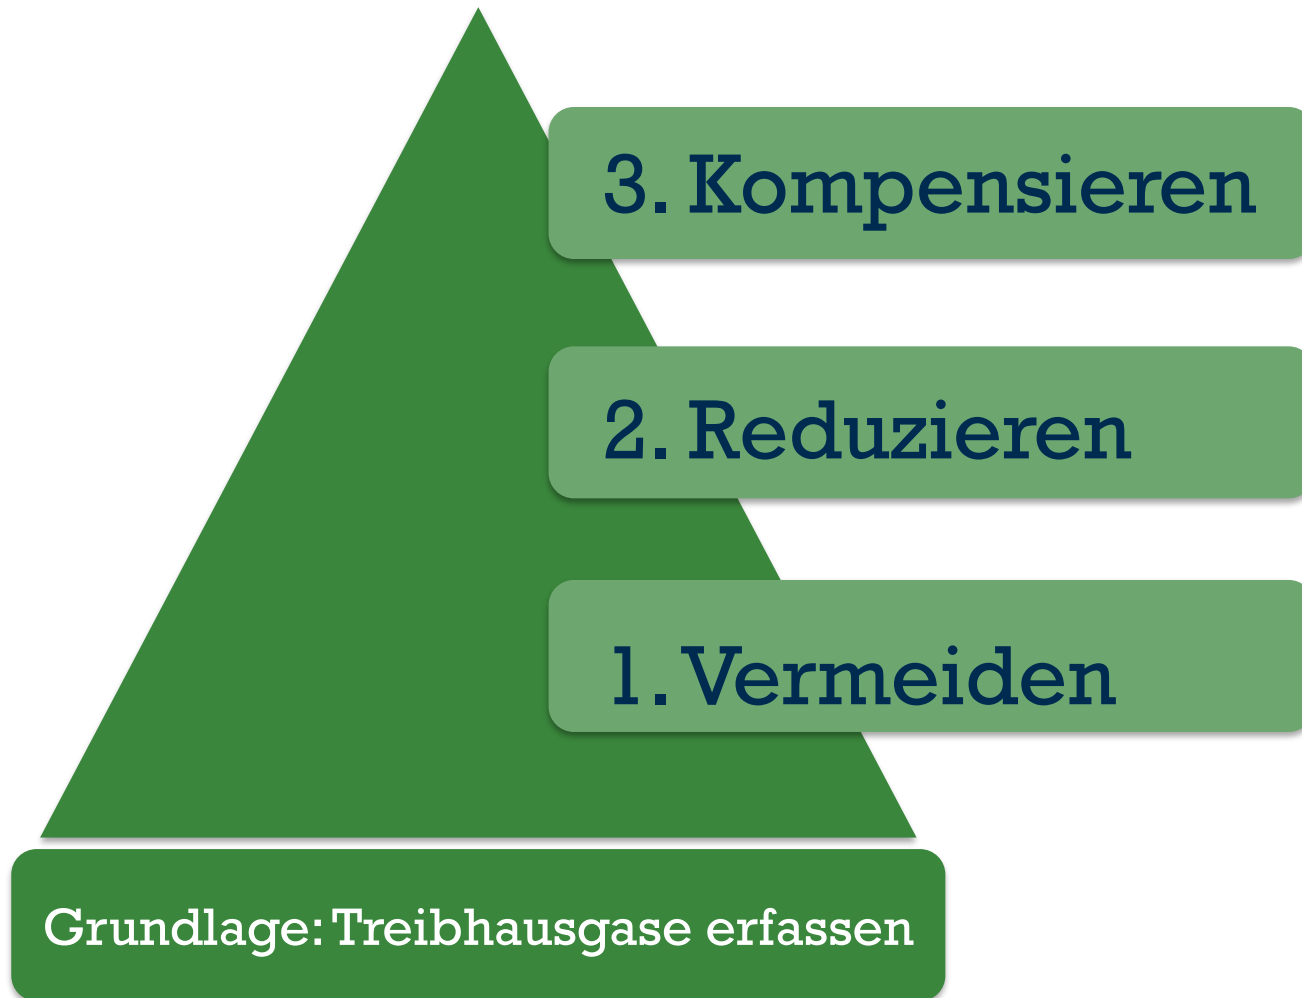 3. Kompensieren
2. Reduzieren
1. Vermeiden
Grundlage: Treibhausgase erfassen